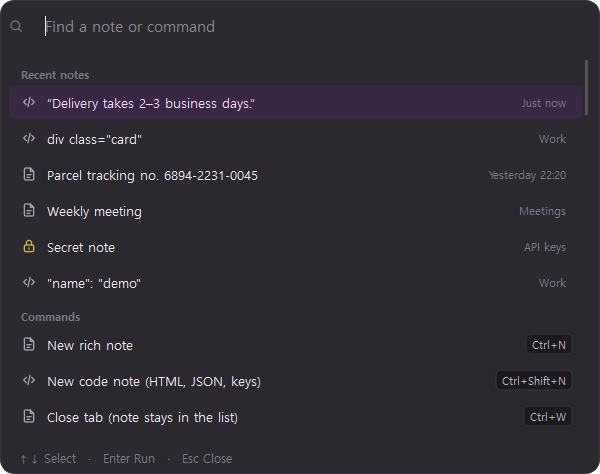 Find a note or command
Recent notes
"Delivery takes 2–3 business days." Just now
div class="card" Work
Parcel tracking no. 6894-2231-0045 Yesterday 22:20
Weekly meeting Meetings
Secret note API keys
"name": "demo" Work
Commands
New rich note Ctrl+N
New code note (HTML, JSON, keys) Ctrl+Shift+N
Close tab (note stays in the list) Ctrl+W
↑↓ Select · Enter Run · Esc Close